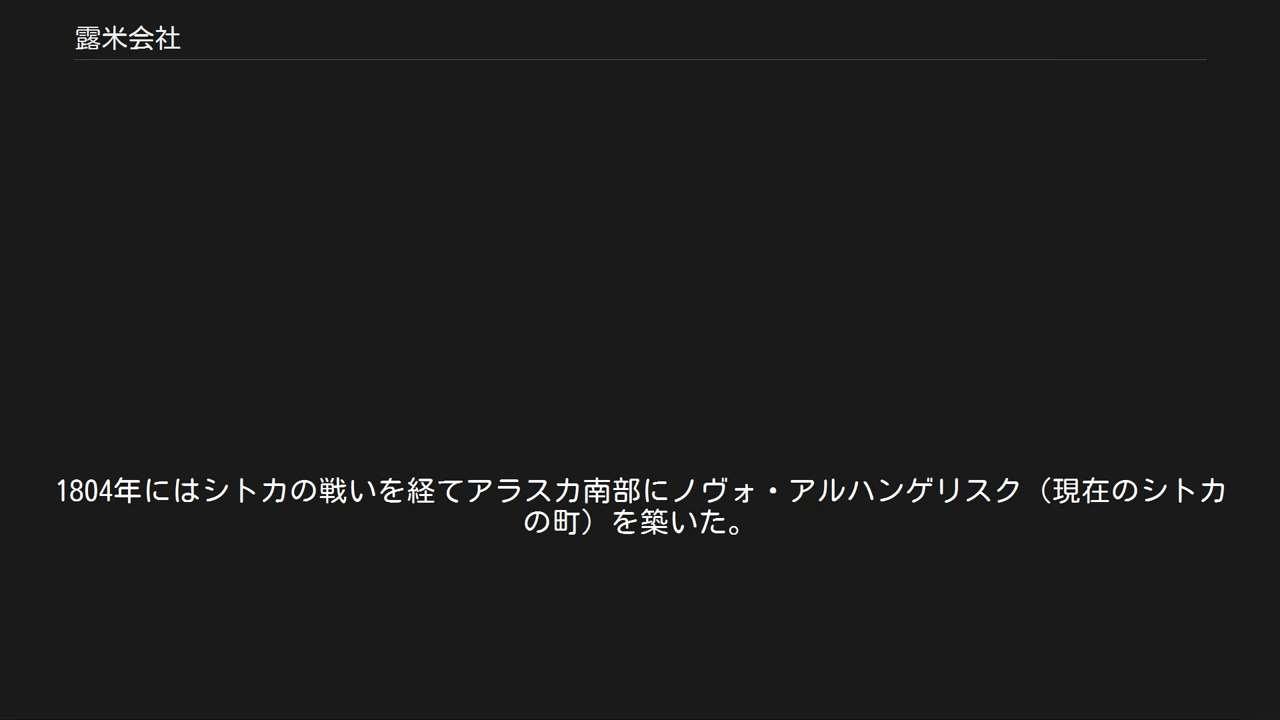 露米会社
1804年にはシトカの戦いを経てアラスカ南部にノヴォ・アルハンゲリスク（現在のシトカ
の町）を築いた。